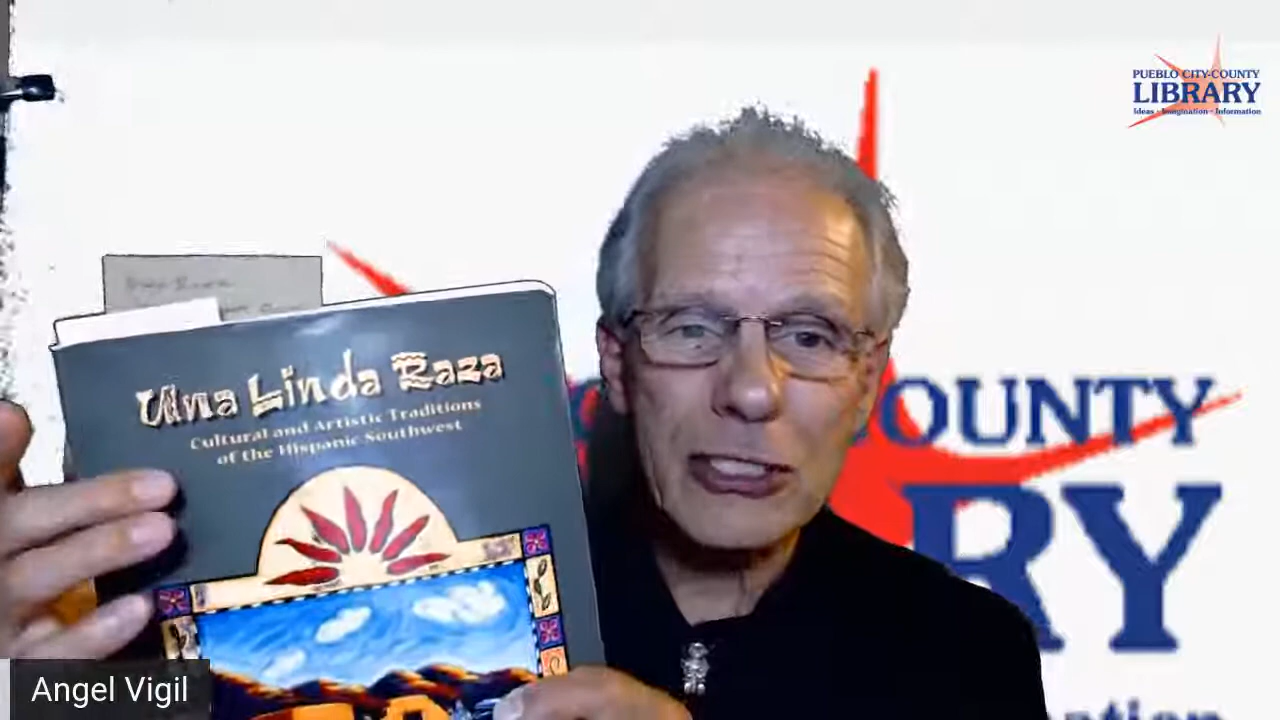 PUEBLO CITY-COUNTY
LIBRARY
Ideas • Imagination • Information
Una Linda Raza
Cultural and Artistic Traditions
of the Hispanic Southwest
COUNTY
RY
Angel Vigil